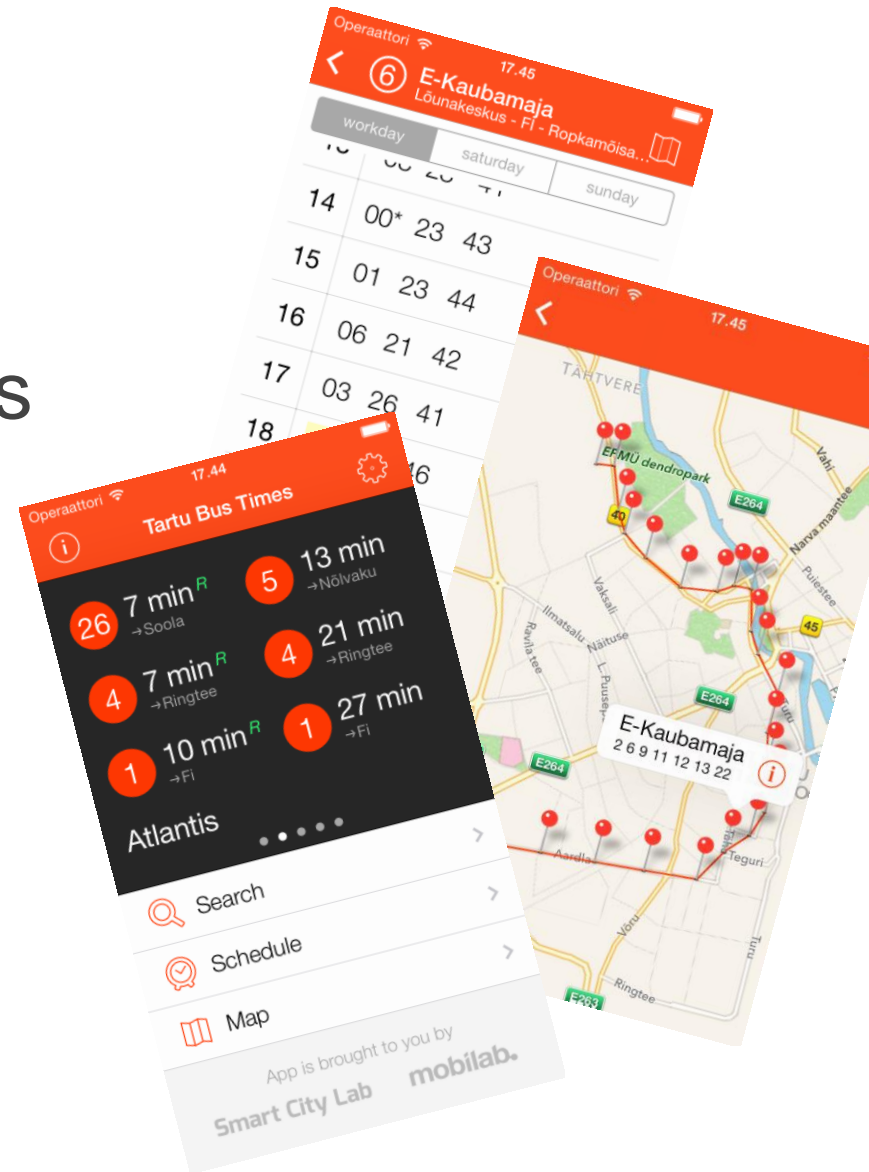 s
Operaattori
17.45
6
E-Kaubamaja
Lõunakeskus - FI - Ropkamõisa...
workday saturday sunday
14 00* 23 43
15 01 23 44
16 06 21 42
17 03 26 41
18 46
Operaattori
17.45
TÄHTVERE
EPMÜ dendropark
E264
40
Vahi
Narva maantee
Puiestee
Vaksali
45
Ilmatsalu
Näituse
Ravila tee
L. Puusep
E264
Turu
E-Kaubamaja
2 6 9 11 12 13 22
i
E264
Tähe
Teguri
Aardla
Võru
Turu
Ringtee
E263
Operaattori
17.44
i
Tartu Bus Times
26 7 min R
→Soola
5 13 min
→Nõlvaku
4 7 min R
→Ringtee
4 21 min
→Ringtee
1 10 min R
→Fi
1 27 min
→Fi
Atlantis
Search
Schedule
Map
App is brought to you by
Smart City Lab mobilab.